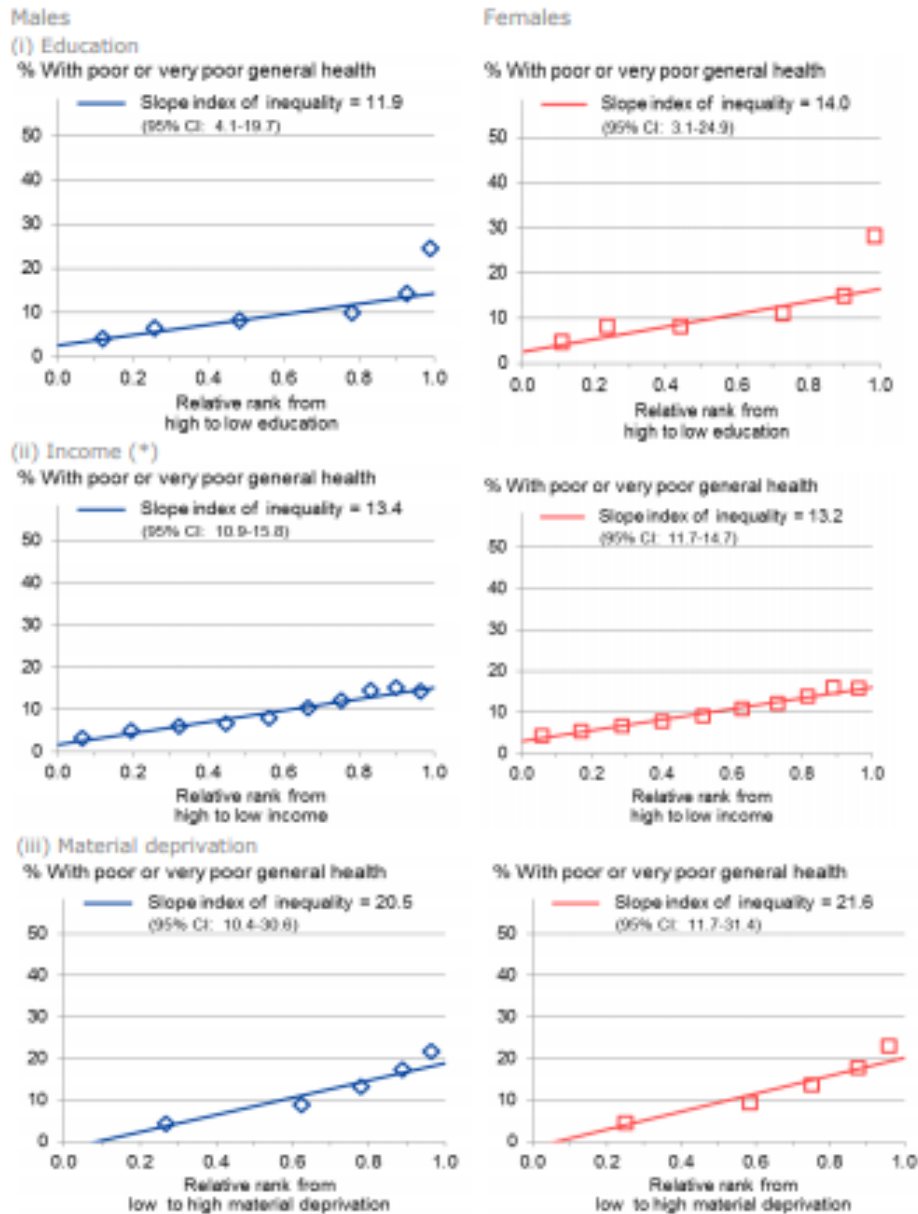 Males
Females
(i) Education
% With poor or very poor general health
Slope index of inequality = 11.9
(95% CI: 4.1-19.7)
50
40
30
20
10
0
0.0 0.2 0.4 0.6 0.8 1.0
Relative rank from
high to low education
% With poor or very poor general health
Slope index of inequality = 14.0
(95% CI: 3.1-24.9)
50
40
30
20
10
0
0.0 0.2 0.4 0.6 0.8 1.0
Relative rank from
high to low education
(ii) Income (*)
% With poor or very poor general health
Slope index of inequality = 13.4
(95% CI: 10.9-15.8)
50
40
30
20
10
0
0.0 0.2 0.4 0.6 0.8 1.0
Relative rank from
high to low income
% With poor or very poor general health
Slope index of inequality = 13.2
(95% CI: 11.7-14.7)
50
40
30
20
10
0
0.0 0.2 0.4 0.6 0.8 1.0
Relative rank from
high to low income
(iii) Material deprivation
% With poor or very poor general health
Slope index of inequality = 20.5
(95% CI: 10.4-30.6)
50
40
30
20
10
0
0.0 0.2 0.4 0.6 0.8 1.0
Relative rank from
low to high material deprivation
% With poor or very poor general health
Slope index of inequality = 21.6
(95% CI: 11.7-31.4)
50
40
30
20
10
0
0.0 0.2 0.4 0.6 0.8 1.0
Relative rank from
low to high material deprivation